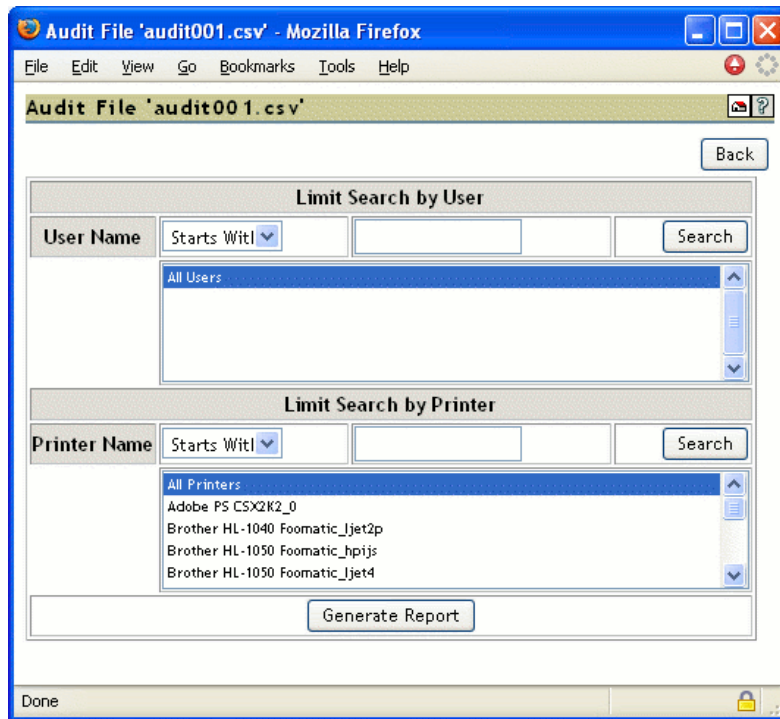 Audit File 'audit001.csv' - Mozilla Firefox
File Edit View Go Bookmarks Tools Help
Audit File 'audit001.csv'
Back
Limit Search by User
User Name Starts Witl Search
All Users
Limit Search by Printer
Printer Name Starts Witl Search
All Printers
Adobe PS CSX2K2_0
Brother HL-1040 Foomatic_ljet2p
Brother HL-1050 Foomatic_hpijs
Brother HL-1050 Foomatic_ljet4
Generate Report
Done